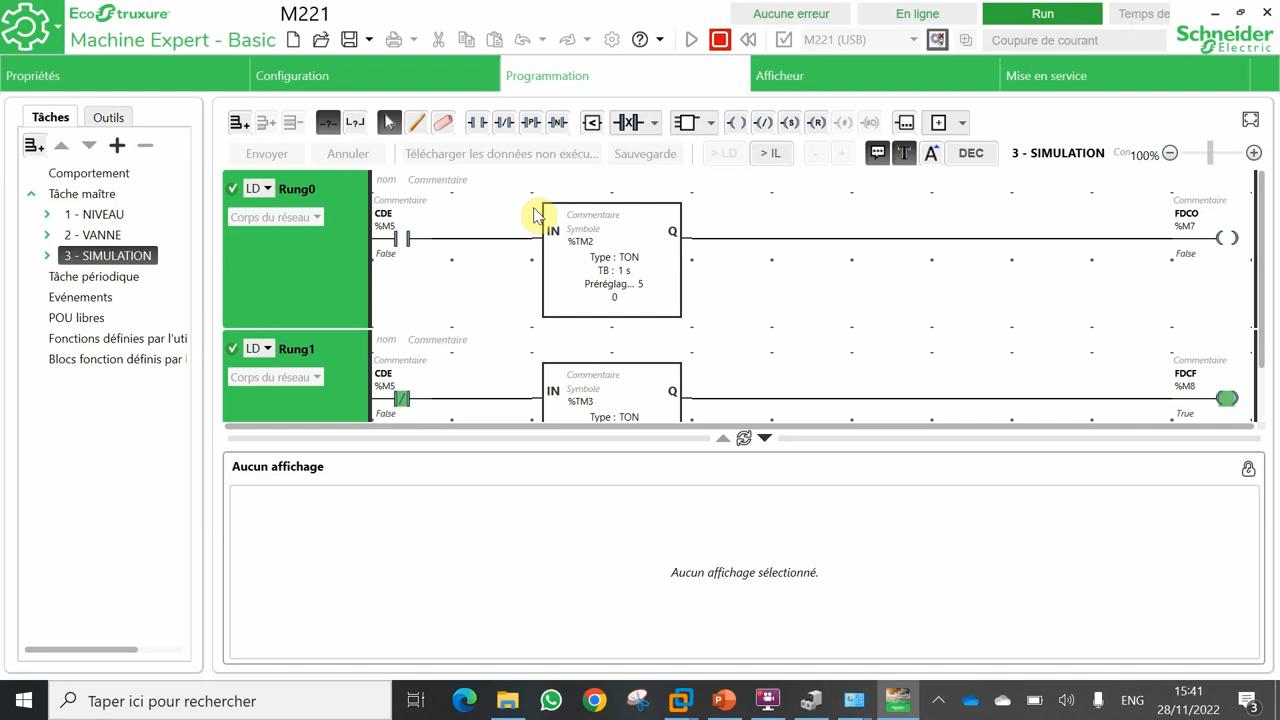 EcoStruxure
Machine Expert - Basic
M221
Aucune erreur
En ligne
Run
Temps de
M221 (USB)
Coupure de courant
Schneider
Electric
Propriétés
Configuration
Programmation
Afficheur
Mise en service
Tâches
Outils
Comportement
Tâche maître
1 - NIVEAU
2 - VANNE
3 - SIMULATION
Tâche périodique
Evénements
POU libres
Fonctions définies par l'uti
Blocs fonction définis par l
Envoyer
Annuler
Télécharger les données non exécu...
Sauvegarde
> LD
> IL
DEC
3 - SIMULATION
Con
100%
LD
Rung0
Corps du réseau
nom
Commentaire
Commentaire
CDE
%M5
False
Commentaire
Symbole
IN
Q
%TM2
Type : TON
TB : 1 s
Préréglag... 5
0
Commentaire
FDCO
%M7
False
LD
Rung1
Corps du réseau
nom
Commentaire
Commentaire
CDE
%M5
False
Commentaire
Symbole
IN
Q
%TM3
Type : TON
Commentaire
FDCF
%M8
True
Aucun affichage
Aucun affichage sélectionné.
Taper ici pour rechercher
ENG
15:41
28/11/2022
3